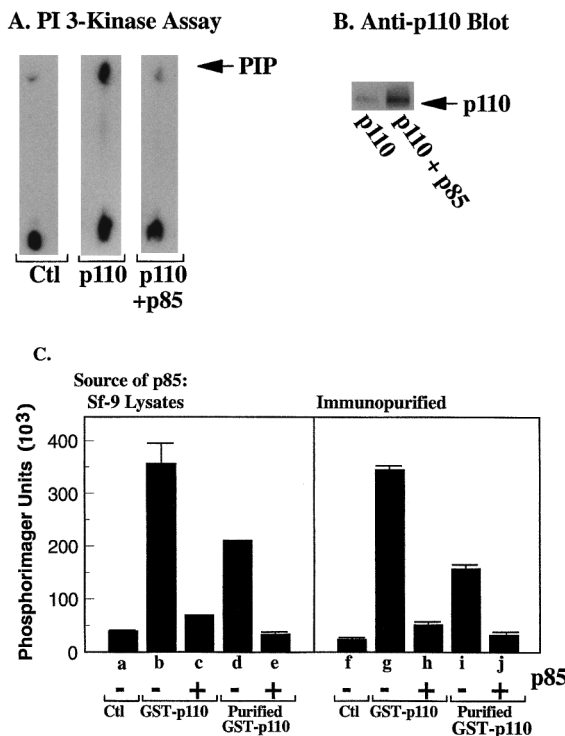 A. PI 3-Kinase Assay
PIP
Ctl
p110
p110
+p85
B. Anti-p110 Blot
p110
p110
p110 + p85
C.
Source of p85:
Sf-9 Lysates
Immunopurified
Phosphorimager Units (10³)
400
300
200
100
0
a b c d e f g h i j
p85
- - + - + - - + - +
Ctl GST-p110 Purified GST-p110 Ctl GST-p110 Purified GST-p110